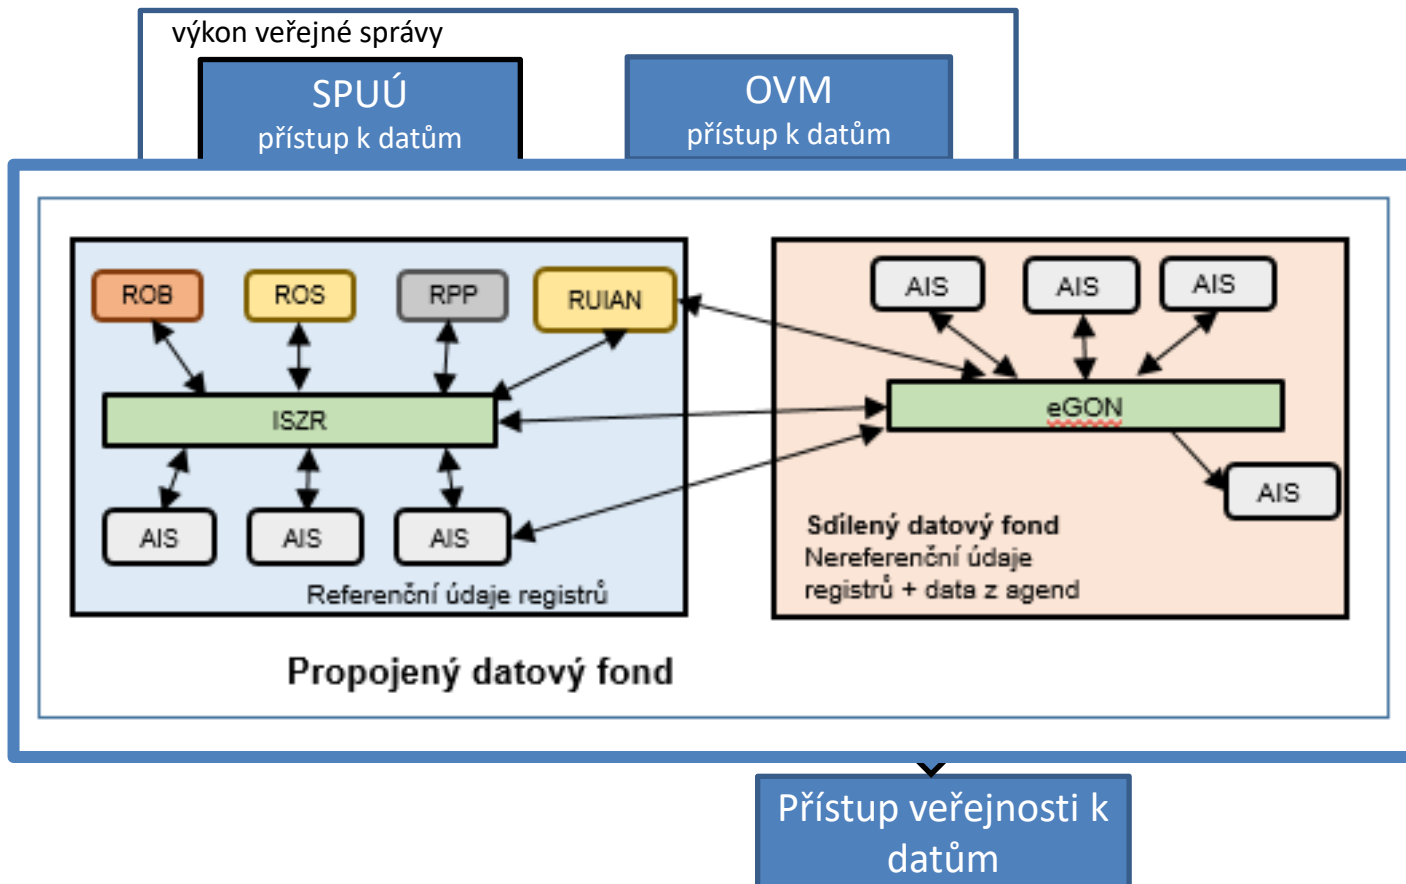 výkon veřejné správy
SPUÚ
přístup k datům
OVM
přístup k datům
ROB
ROS
RPP
RUIAN
ISZR
AIS
AIS
AIS
Referenční údaje registrů
AIS
AIS
AIS
eGON
AIS
Sdílený datový fond
Nereferenční údaje
registrů + data z agend
Propojený datový fond
Přístup veřejnosti k
datům